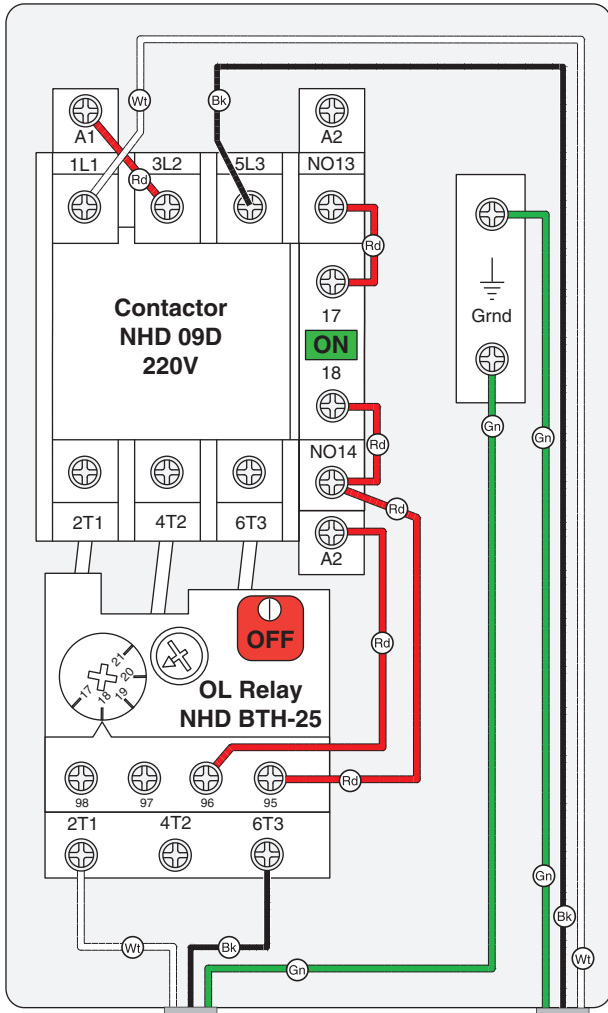 Wt
Bk
A1
A2
Rd
1L1
3L2
5L3
NO13
Rd
Contactor
NHD 09D
220V
17
ON
18
Grnd
Rd
Gn
Gn
NO14
Rd
2T1
4T2
6T3
A2
OFF
Rd
21
20
19
18
17
OL Relay
NHD BTH-25
Rd
98
97
96
95
2T1
4T2
6T3
Gn
Bk
Wt
Bk
Wt
Gn